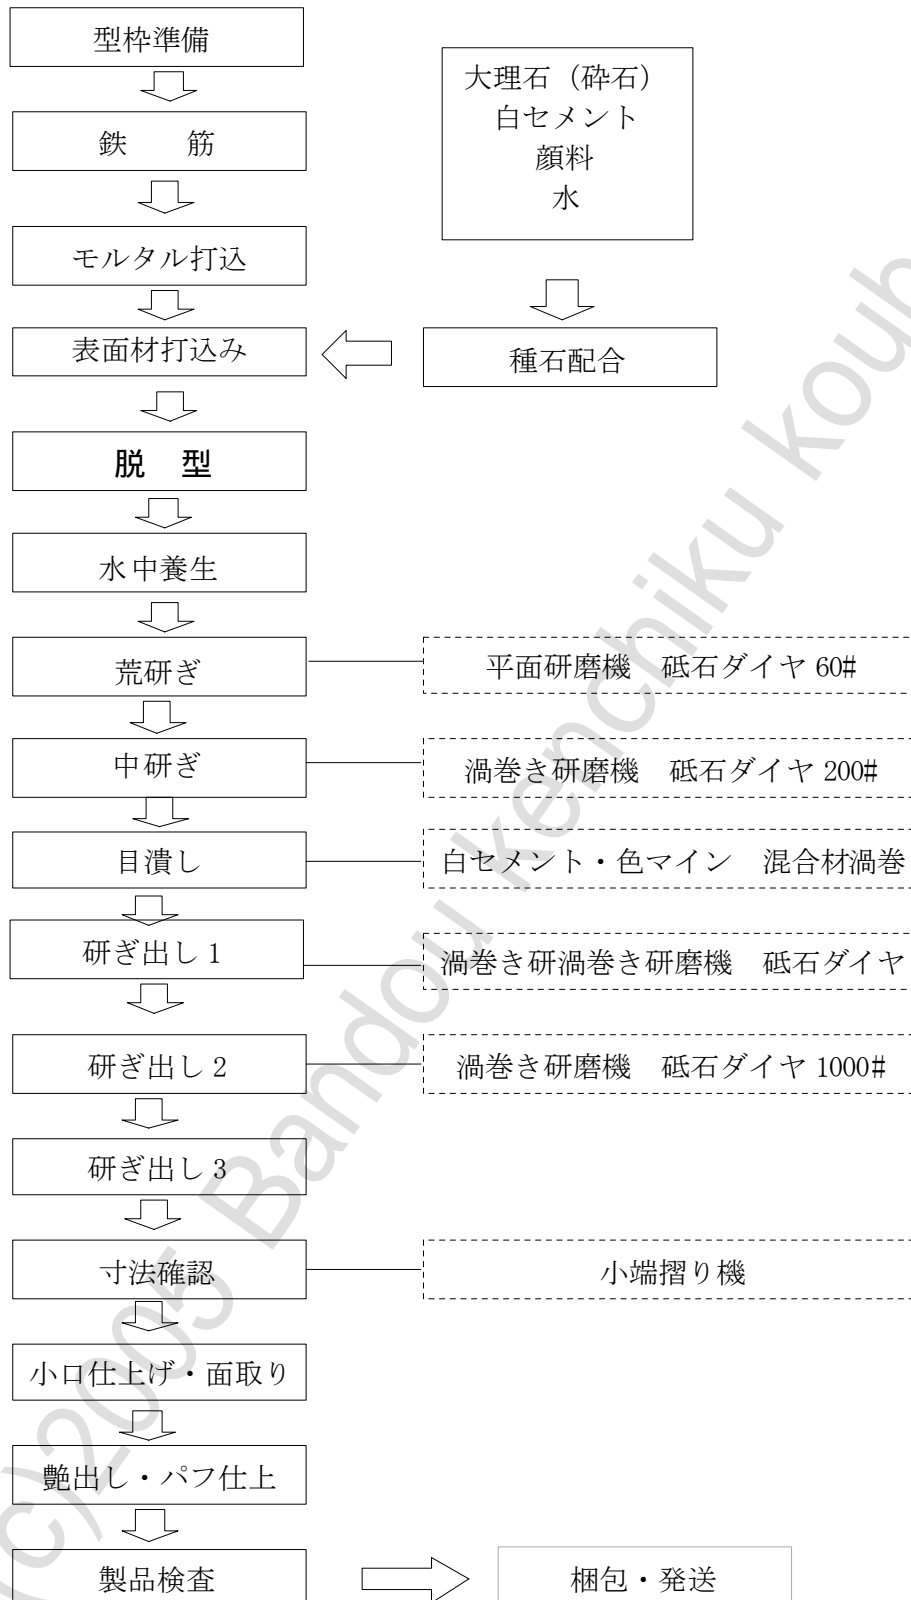 型枠準備
鉄 筋
モルタル打込
表面材打込み
大理石（砕石）
白セメント
顔料
水
種石配合
脱 型
水中養生
荒研ぎ
平面研磨機 砥石ダイヤ 60#
中研ぎ
渦巻き研磨機 砥石ダイヤ 200#
目潰し
白セメント・色マイン 混合材渦巻
研ぎ出し 1
渦巻き研渦巻き研磨機 砥石ダイヤ
研ぎ出し 2
渦巻き研磨機 砥石ダイヤ 1000#
研ぎ出し 3
寸法確認
小端摺り機
小口仕上げ・面取り
艶出し・パフ仕上
製品検査
梱包・発送
(c)2005 Bandou kenchiku koub